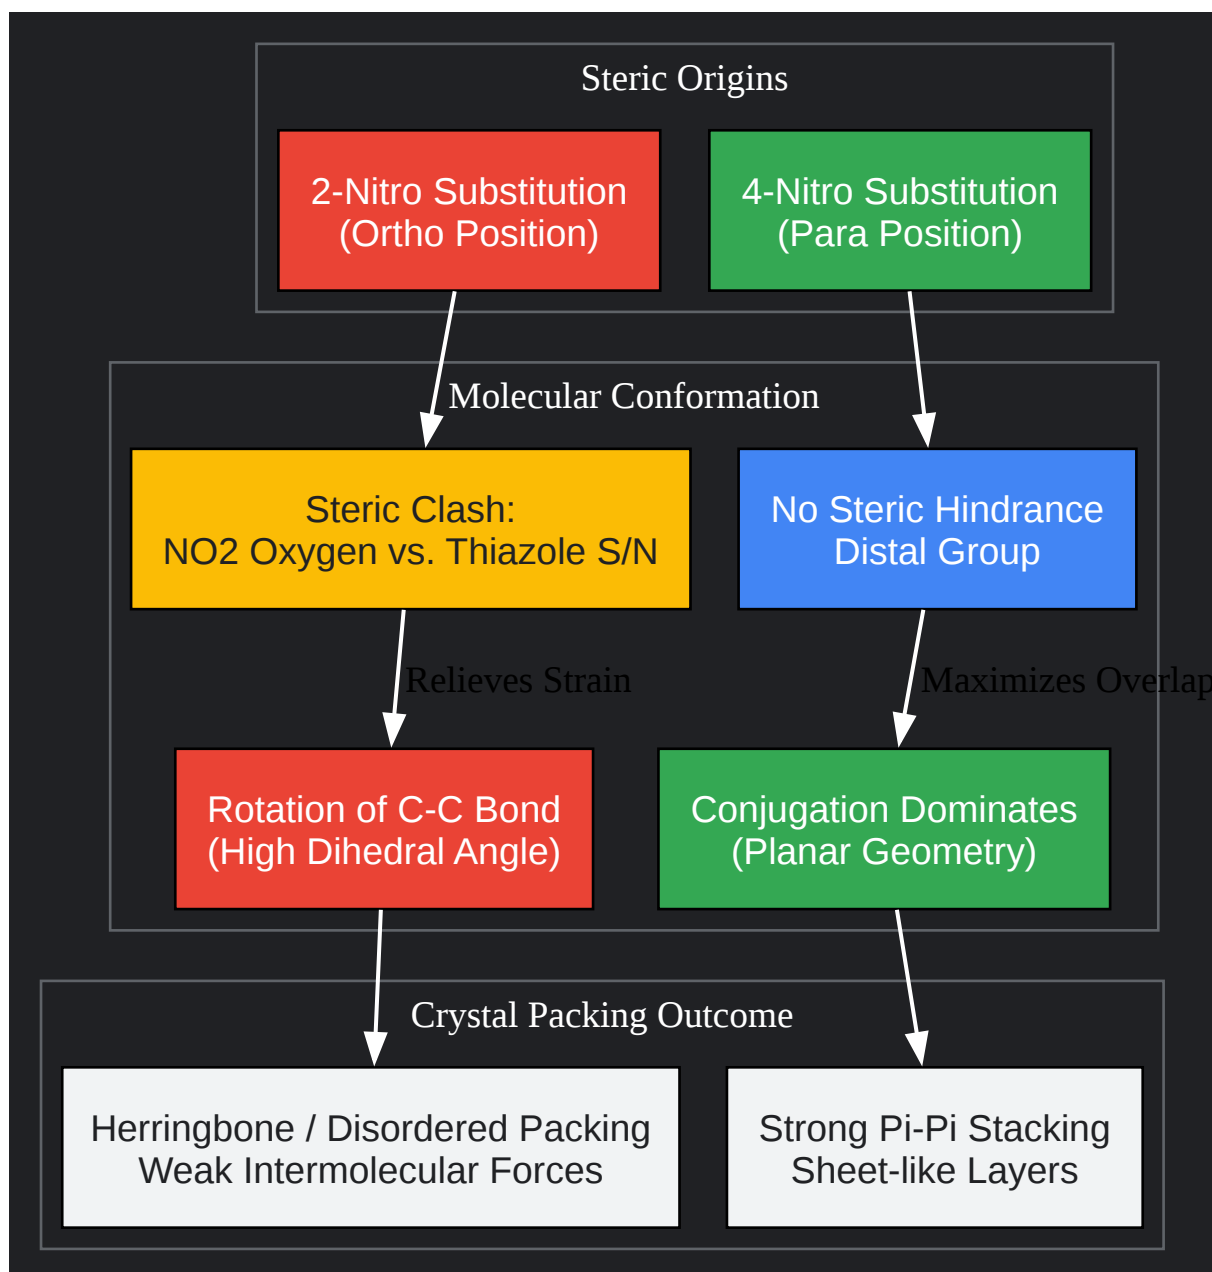 Steric Origins
2-Nitro Substitution
(Ortho Position)
4-Nitro Substitution
(Para Position)
Molecular Conformation
Steric Clash:
NO2 Oxygen vs. Thiazole S/N
No Steric Hindrance
Distal Group
Relieves Strain
Maximizes Overlap
Rotation of C-C Bond
(High Dihedral Angle)
Conjugation Dominates
(Planar Geometry)
Crystal Packing Outcome
Herringbone / Disordered Packing
Weak Intermolecular Forces
Strong Pi-Pi Stacking
Sheet-like Layers